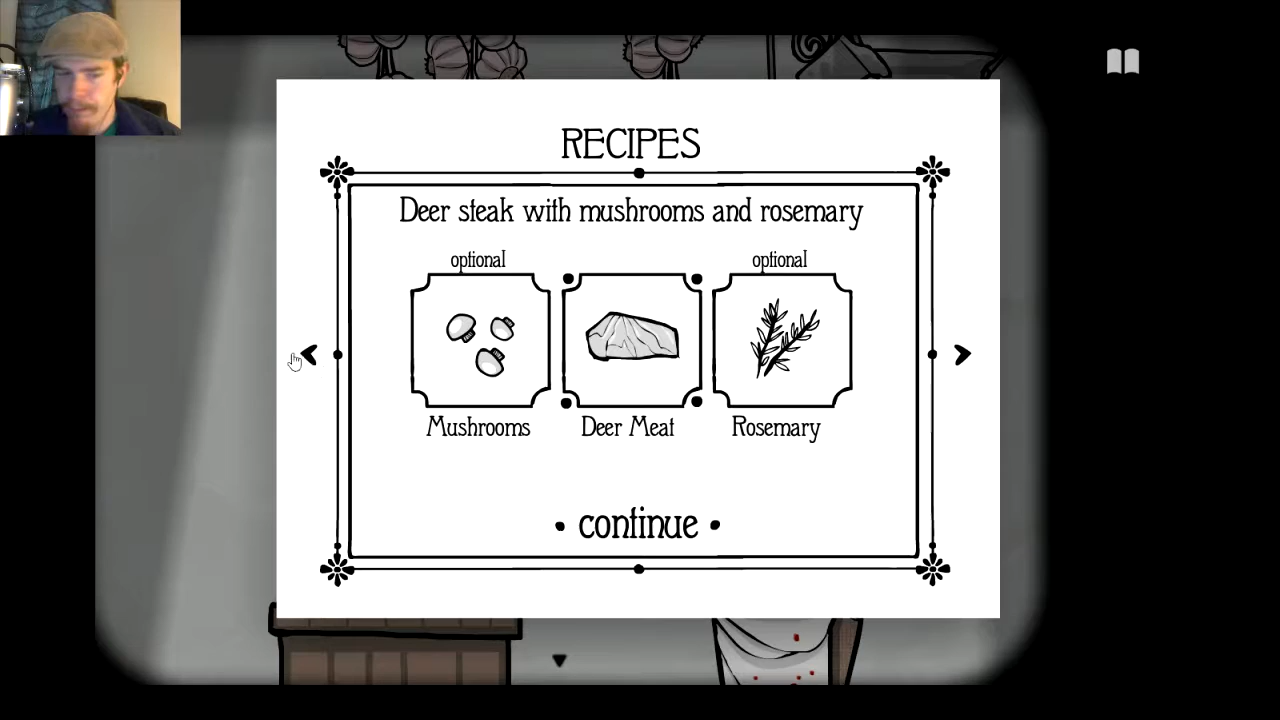 RECIPES
Deer steak with mushrooms and rosemary
optional optional
Mushrooms Deer Meat Rosemary
• continue •